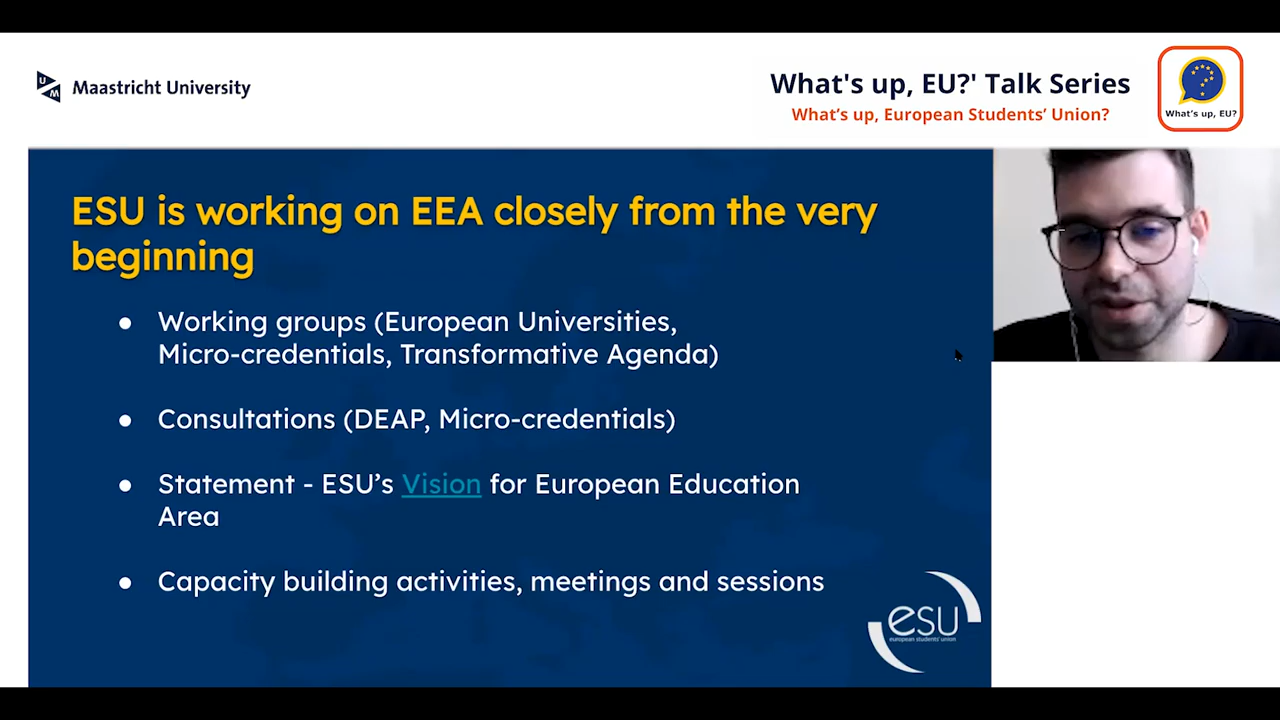 UM
Maastricht University
What's up, EU?' Talk Series
What's up, European Students' Union?
What's up, EU?
ESU is working on EEA closely from the very
beginning
● Working groups (European Universities,
Micro-credentials, Transformative Agenda)
● Consultations (DEAP, Micro-credentials)
● Statement - ESU’s Vision for European Education
Area
● Capacity building activities, meetings and sessions
esu
european students' union